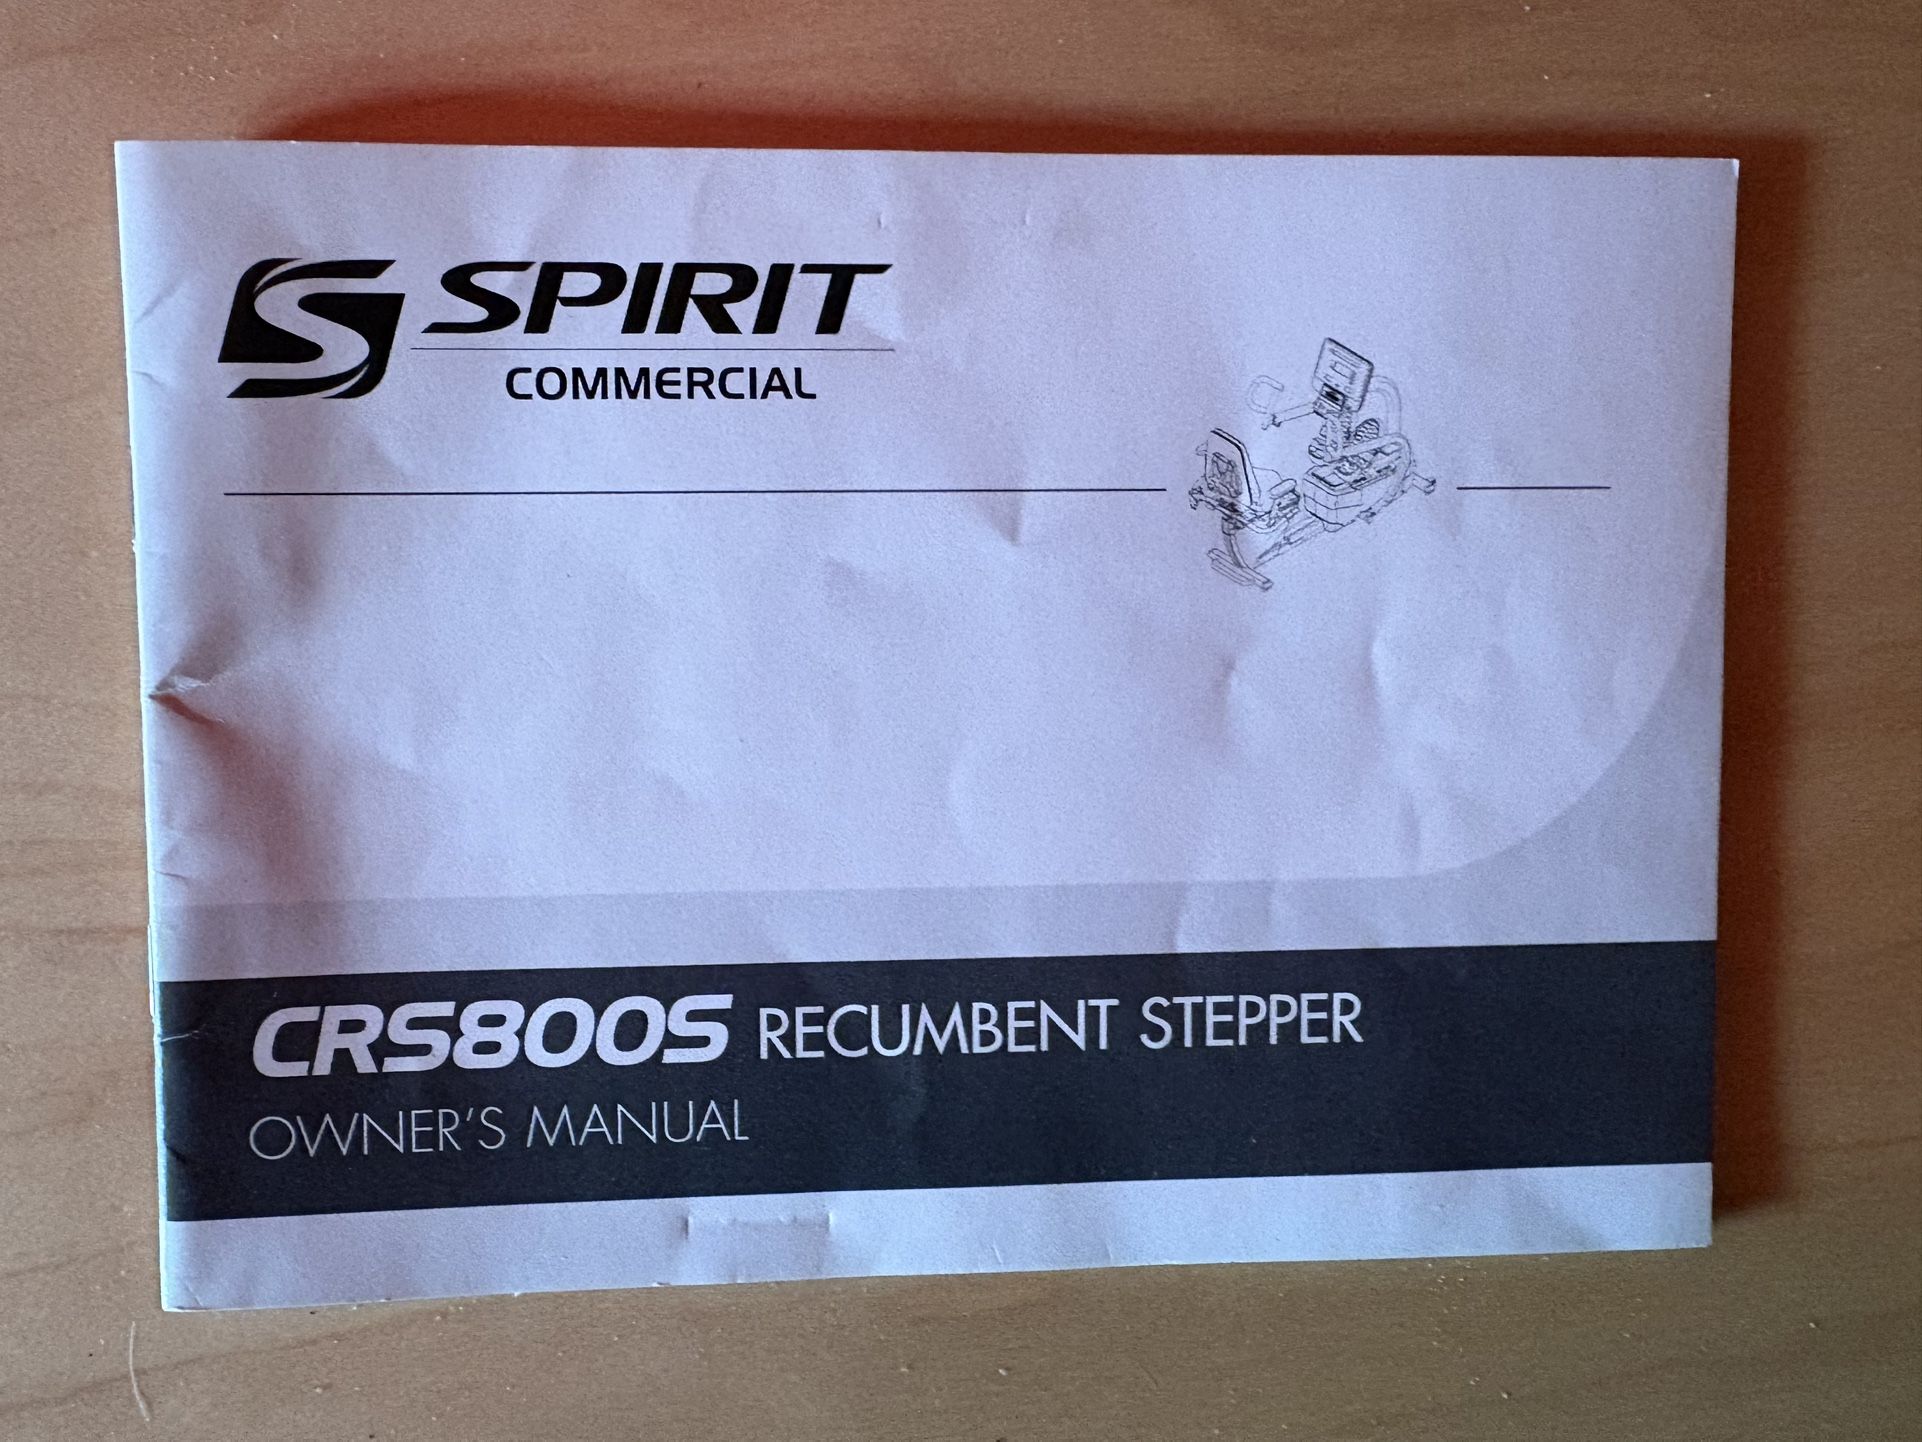 SPIRIT
COMMERCIAL
CRS800S RECUMBENT STEPPER
OWNER'S MANUAL